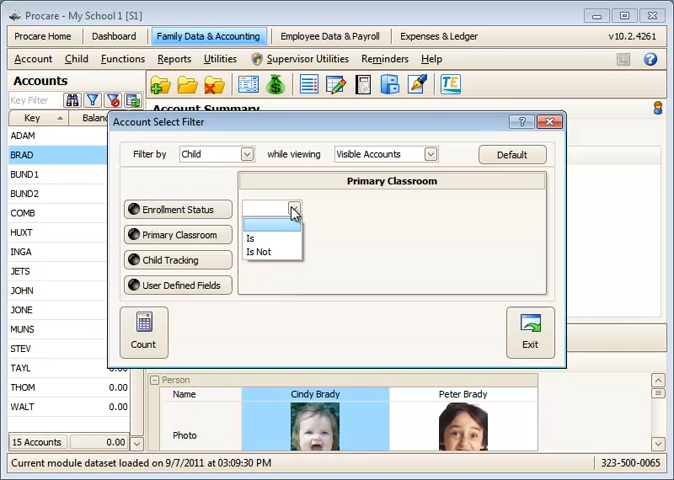 Procare - My School 1 [S1]
Procare Home Dashboard Family Data & Accounting Employee Data & Payroll Expenses & Ledger v10.2.4261
Account Child Functions Reports Utilities Supervisor Utilities Reminders Help
Accounts
Key Filter
TE
Account Summary
Key Balan
Account Select Filter
ADAM
BRAD
BUND1
BUND2
COMB
HUXT
INGA
JETS
JOHN
JONE
MUNS
STEV
TAYL 0.00
THOM 0.00
WALT 0.00
15 Accounts 0.00
Filter by Child while viewing Visible Accounts Default
Primary Classroom
Enrollment Status
Primary Classroom
Child Tracking
User Defined Fields
Is
Is Not
Count
Exit
Person
Name Cindy Brady Peter Brady
Photo
Current module dataset loaded on 9/7/2011 at 03:09:30 PM 323-500-0065